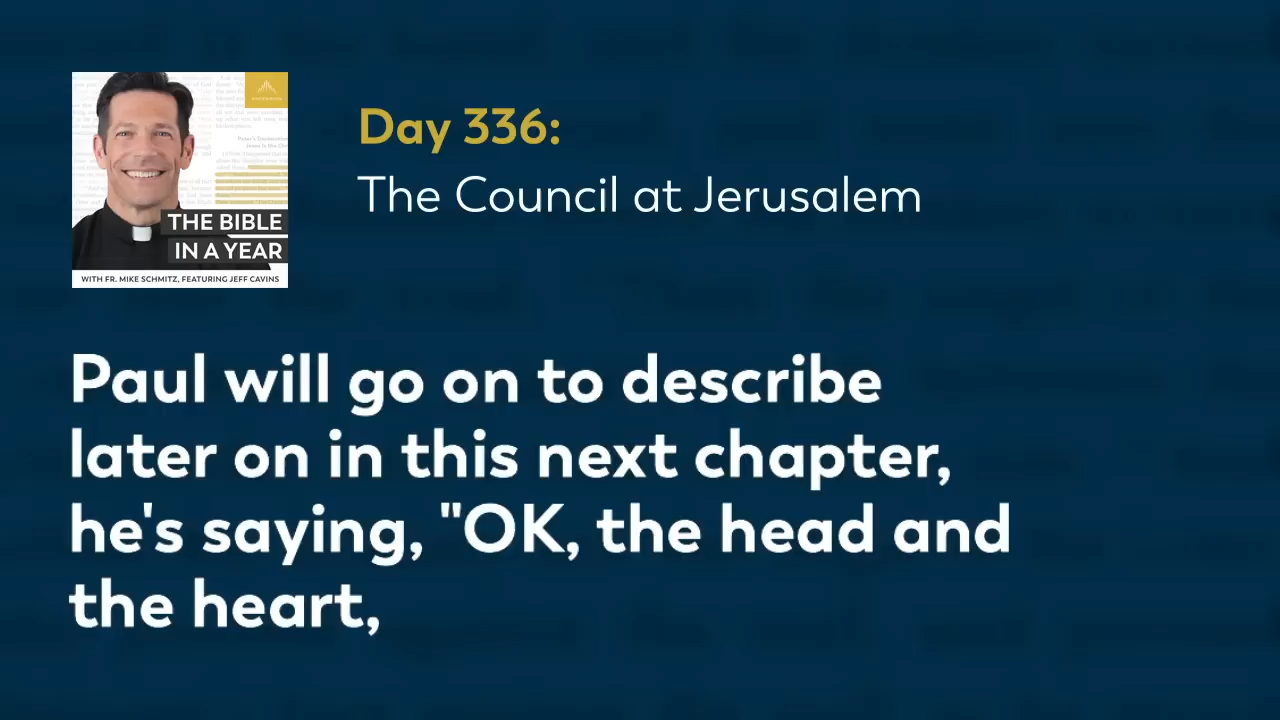 Day 336:
The Council at Jerusalem
THE BIBLE
IN A YEAR
WITH FR. MIKE SCHMITZ, FEATURING JEFF CAVINS
Paul will go on to describe
later on in this next chapter,
he's saying, "OK, the head and
the heart,